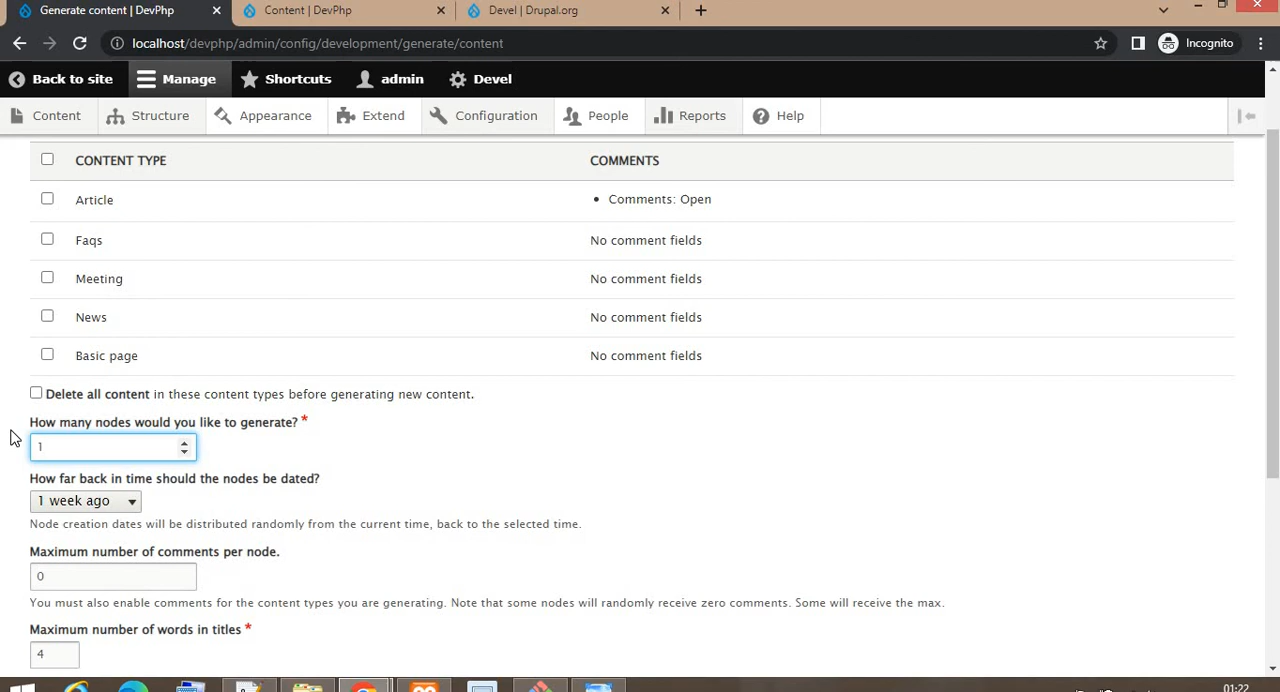 Generate content | DevPhp
Content | DevPhp
Devel | Drupal.org
localhost/devphp/admin/config/development/generate/content
Incognito
Back to site
Manage
Shortcuts
admin
Devel
Content
Structure
Appearance
Extend
Configuration
People
Reports
Help
CONTENT TYPE COMMENTS
Article • Comments: Open
Faqs No comment fields
Meeting No comment fields
News No comment fields
Basic page No comment fields
Delete all content in these content types before generating new content.
How many nodes would you like to generate? *
1
How far back in time should the nodes be dated?
1 week ago
Node creation dates will be distributed randomly from the current time, back to the selected time.
Maximum number of comments per node.
0
You must also enable comments for the content types you are generating. Note that some nodes will randomly receive zero comments. Some will receive the max.
Maximum number of words in titles *
4
01:22